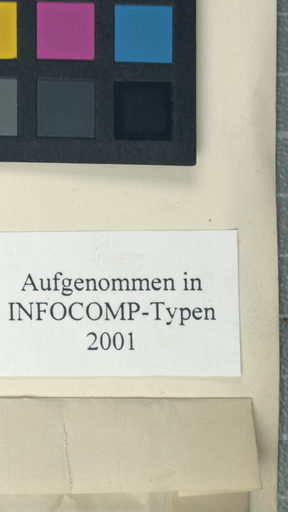 Aufgenommen in
INFOCOMP-Typen
2001